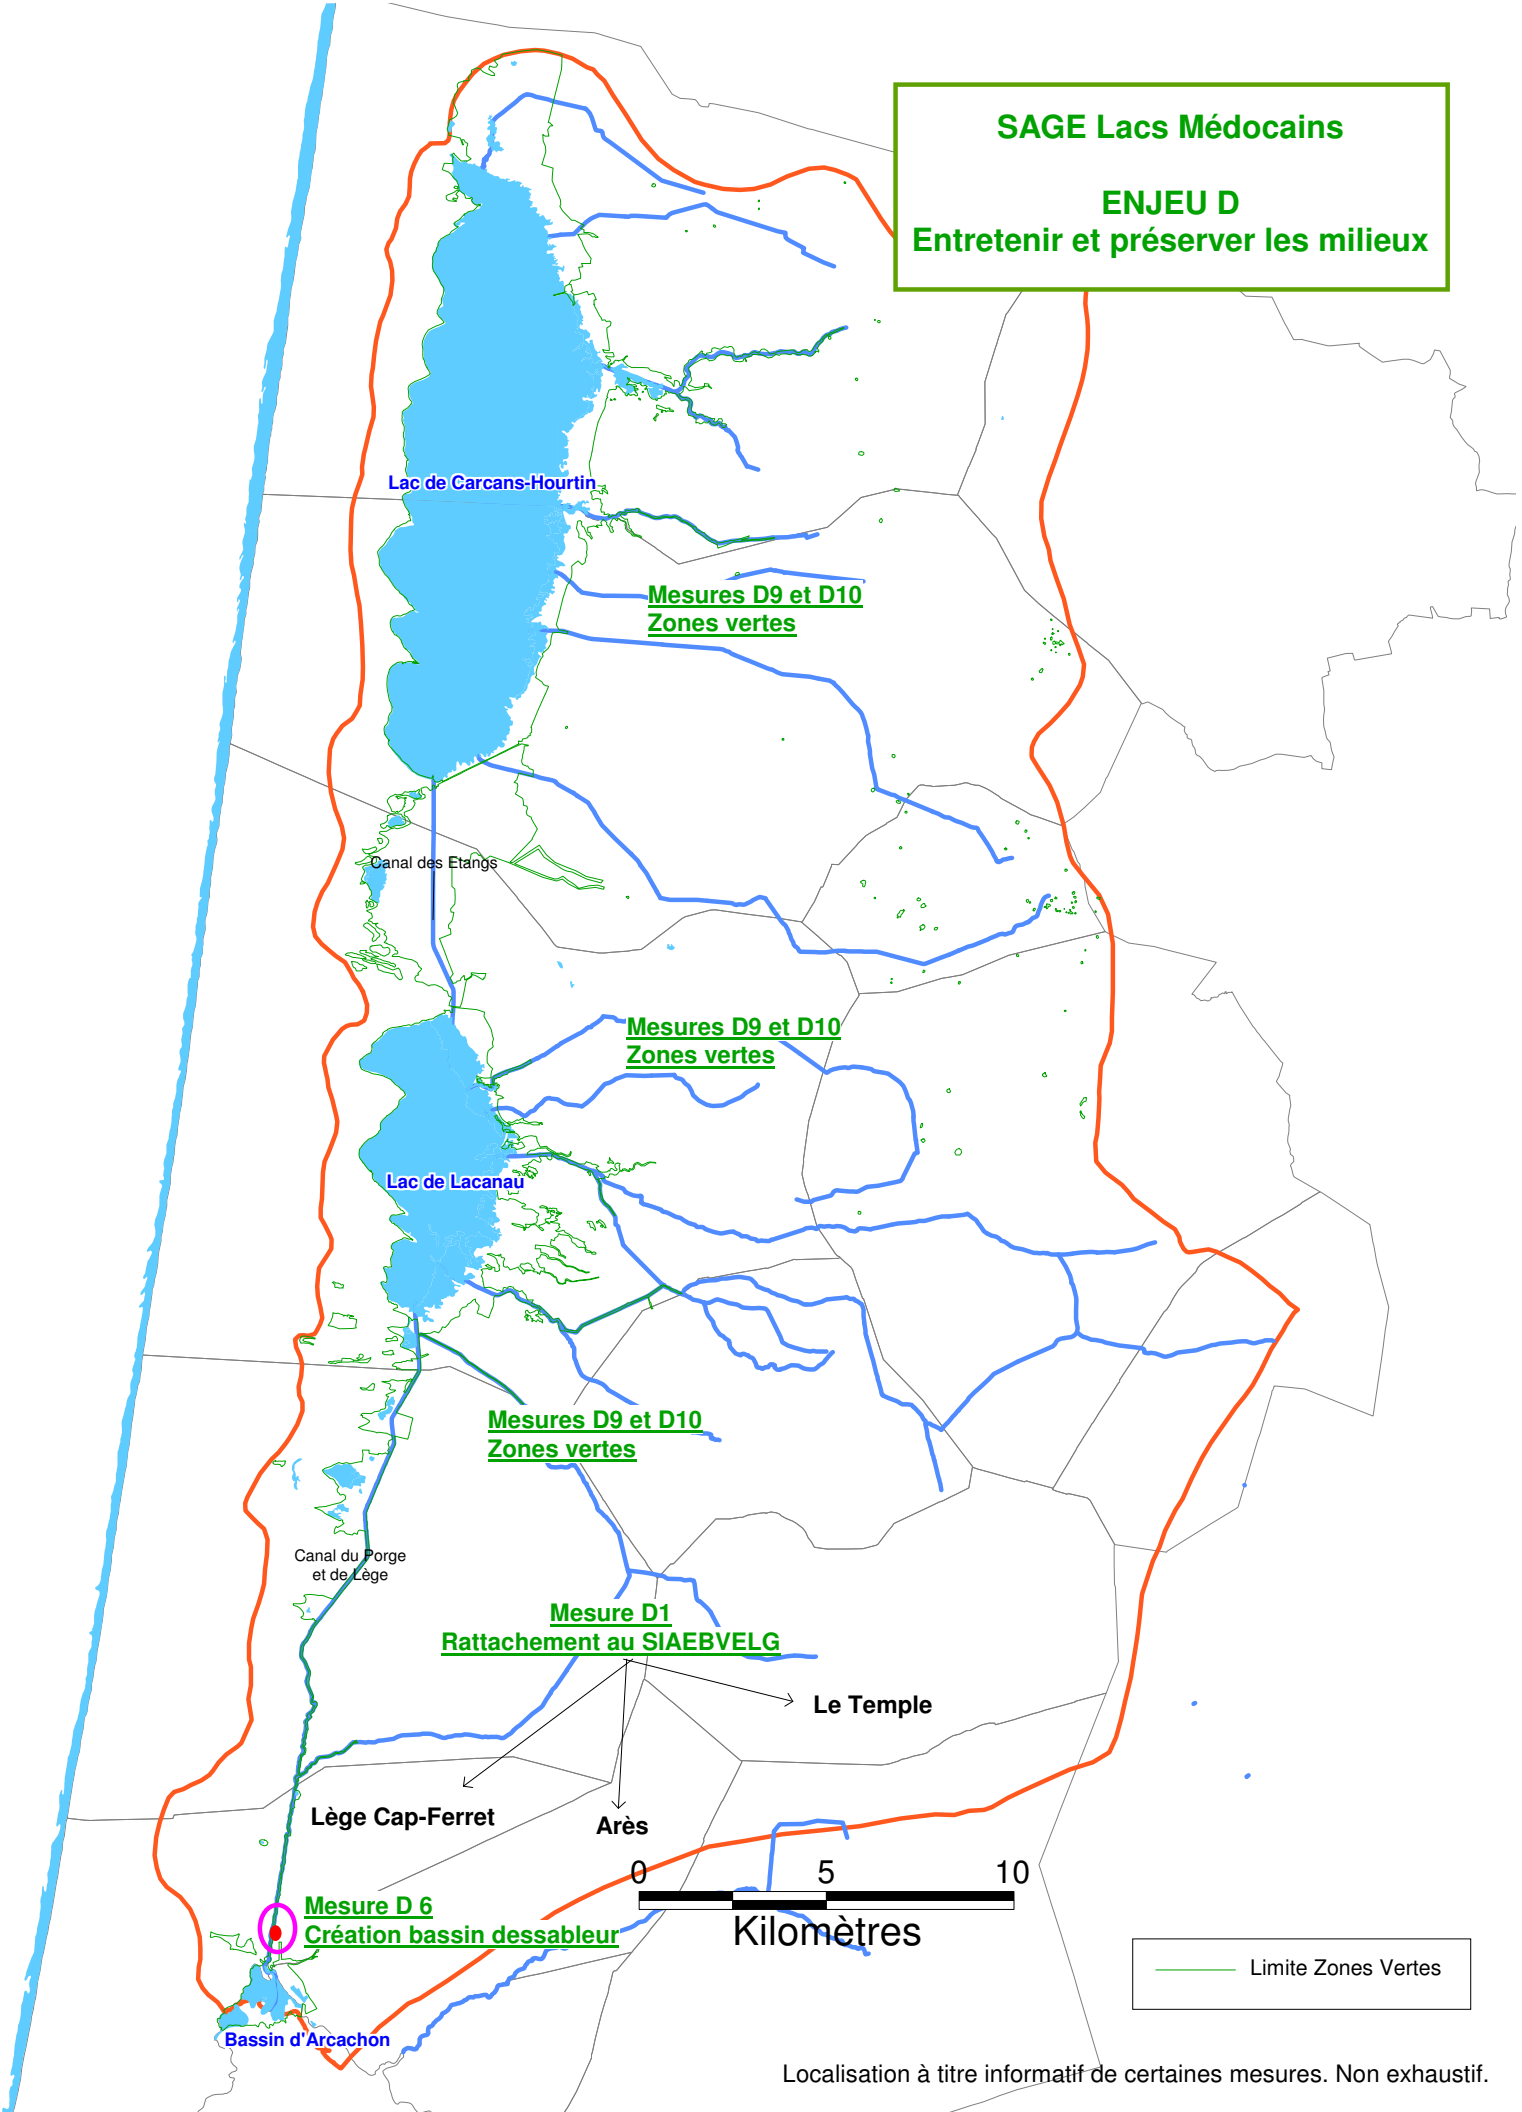 SAGE Lacs Médocains
ENJEU D
Entretenir et préserver les milieux
Lac de Carcans-Hourtin
Mesures D9 et D10
Zones vertes
Canal des Etangs
Mesures D9 et D10
Zones vertes
Lac de Lacanau
Mesures D9 et D10
Zones vertes
Canal du Porge
et de Lège
Mesure D1
Rattachement au SIAEBVELG
Le Temple
Lège Cap-Ferret
Arès
0 5 10
Kilomètres
Mesure D 6
Création bassin dessableur
Limite Zones Vertes
Bassin d'Arcachon
Localisation à titre informatif de certaines mesures. Non exhaustif.